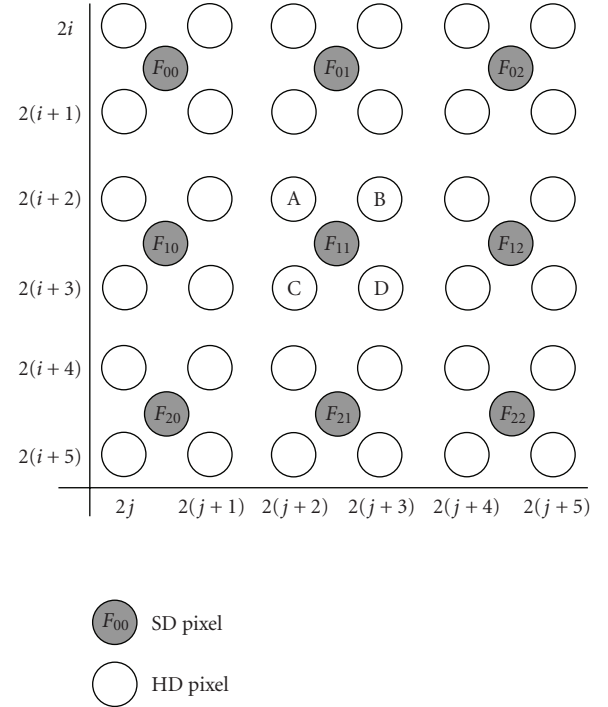 2i
F₀₀ F₀₁ F₀₂
2(i + 1)
2(i + 2) A B
F₁₀ F₁₁ F₁₂
2(i + 3) C D
2(i + 4)
F₂₀ F₂₁ F₂₂
2(i + 5)
2j 2(j + 1) 2(j + 2) 2(j + 3) 2(j + 4) 2(j + 5)
F₀₀ SD pixel
HD pixel